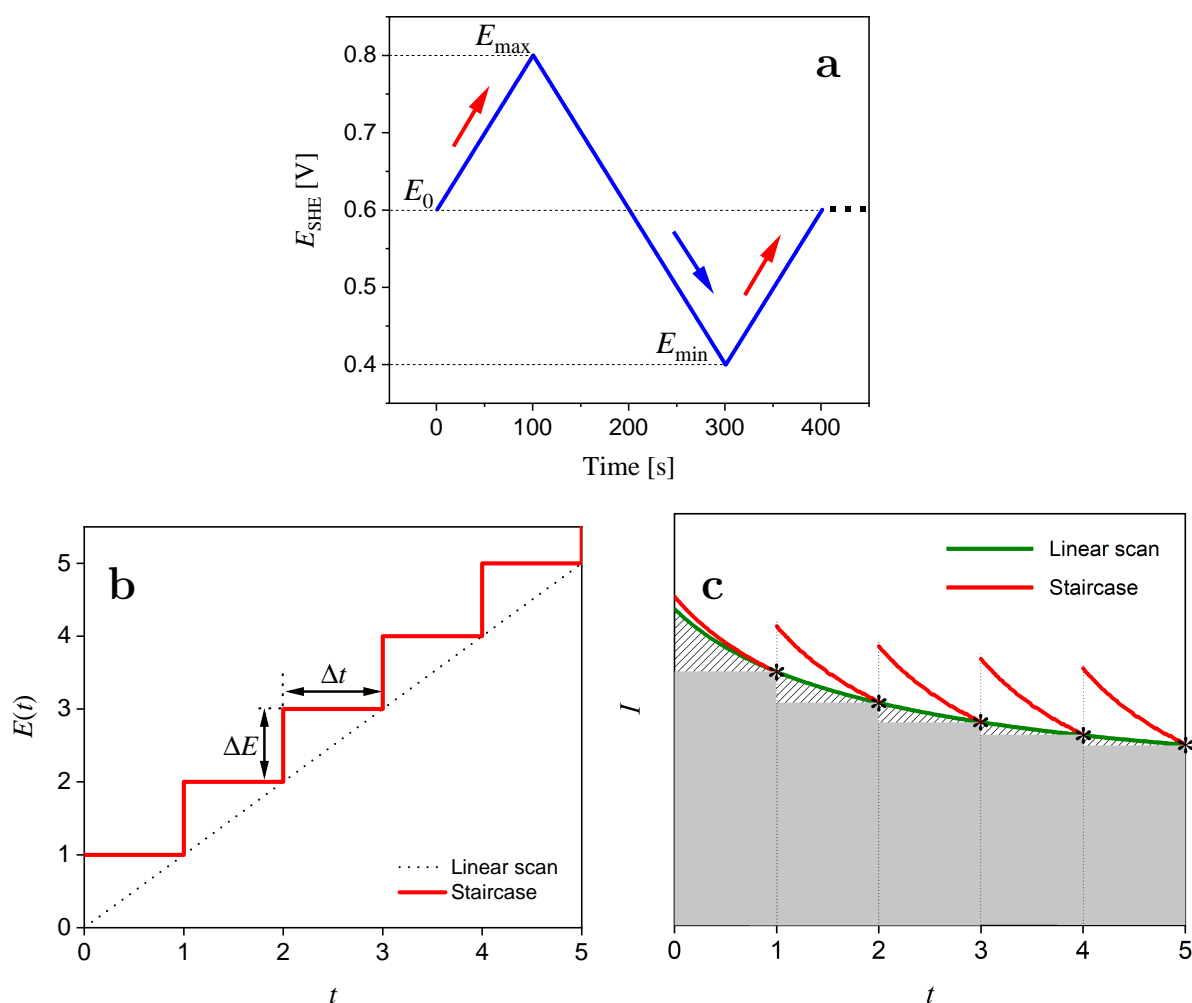 a
E_max
E_0
E_min
E_SHE [V]
0.8
0.7
0.6
0.5
0.4
0 100 200 300 400
Time [s]
b
E(t)
5
4
3
2
1
0
Δt
ΔE
Linear scan
Staircase
0 1 2 3 4 5
t
c
Linear scan
Staircase
I
0 1 2 3 4 5
t